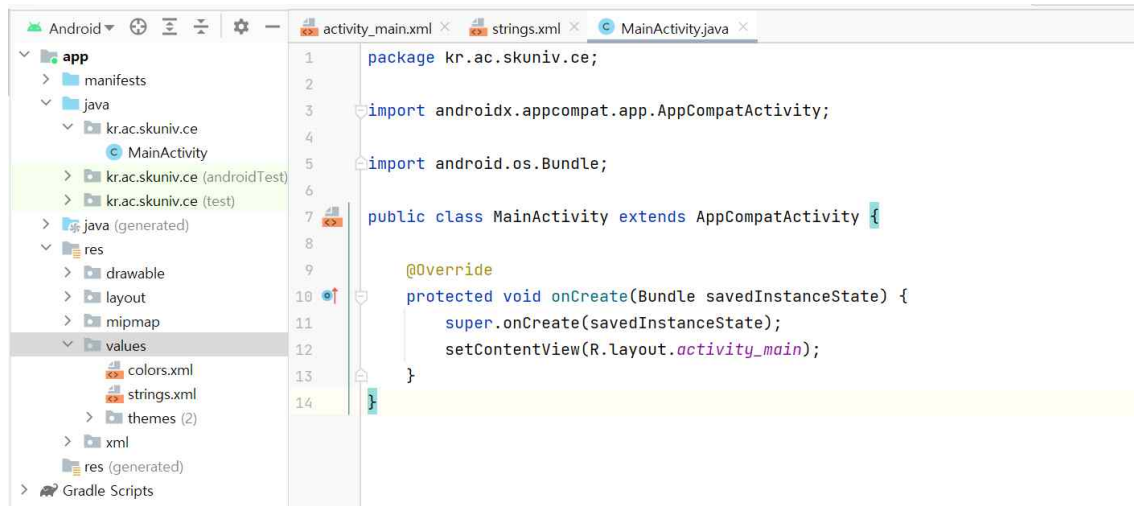 Android
app
manifests
java
kr.ac.skuniv.ce
MainActivity
kr.ac.skuniv.ce (androidTest)
kr.ac.skuniv.ce (test)
java (generated)
res
drawable
layout
mipmap
values
colors.xml
strings.xml
themes (2)
xml
res (generated)
Gradle Scripts
activity_main.xml strings.xml MainActivity.java
1 package kr.ac.skuniv.ce;
2
3 import androidx.appcompat.app.AppCompatActivity;
4
5 import android.os.Bundle;
6
7 public class MainActivity extends AppCompatActivity {
8
9 @Override
10 protected void onCreate(Bundle savedInstanceState) {
11 super.onCreate(savedInstanceState);
12 setContentView(R.layout.activity_main);
13 }
14 }